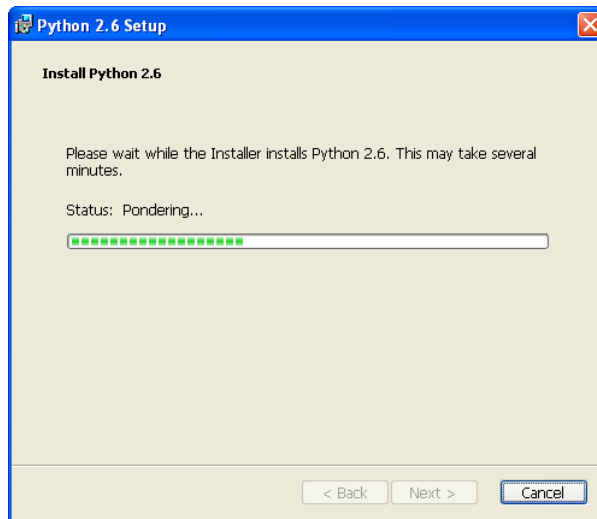 Python 2.6 Setup
Install Python 2.6
Please wait while the Installer installs Python 2.6. This may take several
minutes.
Status: Pondering...
< Back Next > Cancel